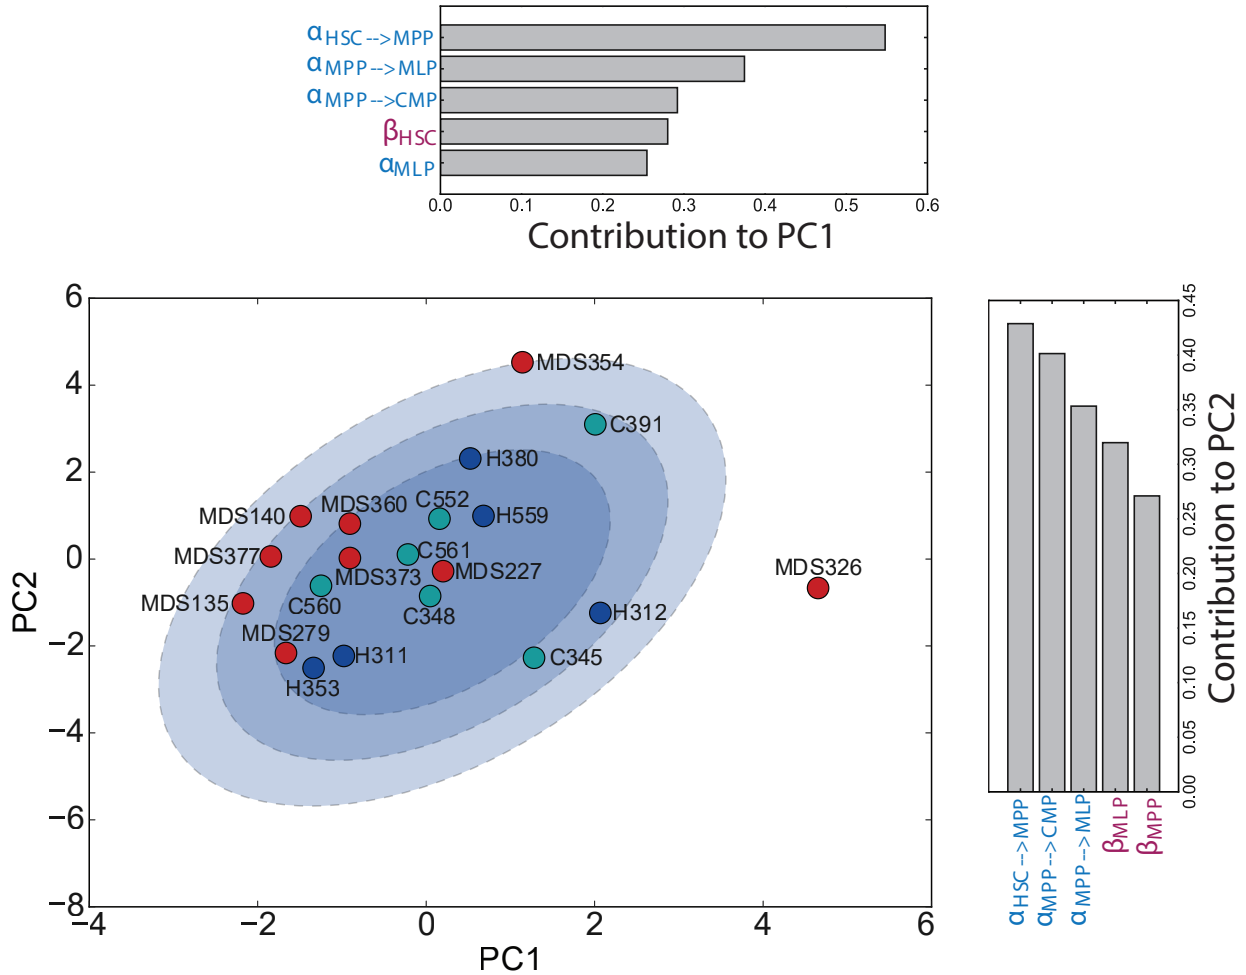 αHSC-->MPP
αMPP-->MLP
αMPP-->CMP
βHSC
αMLP
0.0 0.1 0.2 0.3 0.4 0.5 0.6
Contribution to PC1
6
4
2
0
−2
−4
−6
−8
PC2
MDS354
C391
H380
MDS360
C552
MDS140
H559
C561
MDS377
MDS373
MDS227
MDS326
MDS135
C560
C348
H312
MDS279
H311
C345
H353
−4 −2 0 2 4 6
PC1
0.45
0.40
0.35
0.30
0.25
0.20
0.15
0.10
0.05
0.00
Contribution to PC2
αHSC-->MPP
αMPP-->CMP
αMPP-->MLP
βMLP
βMPP